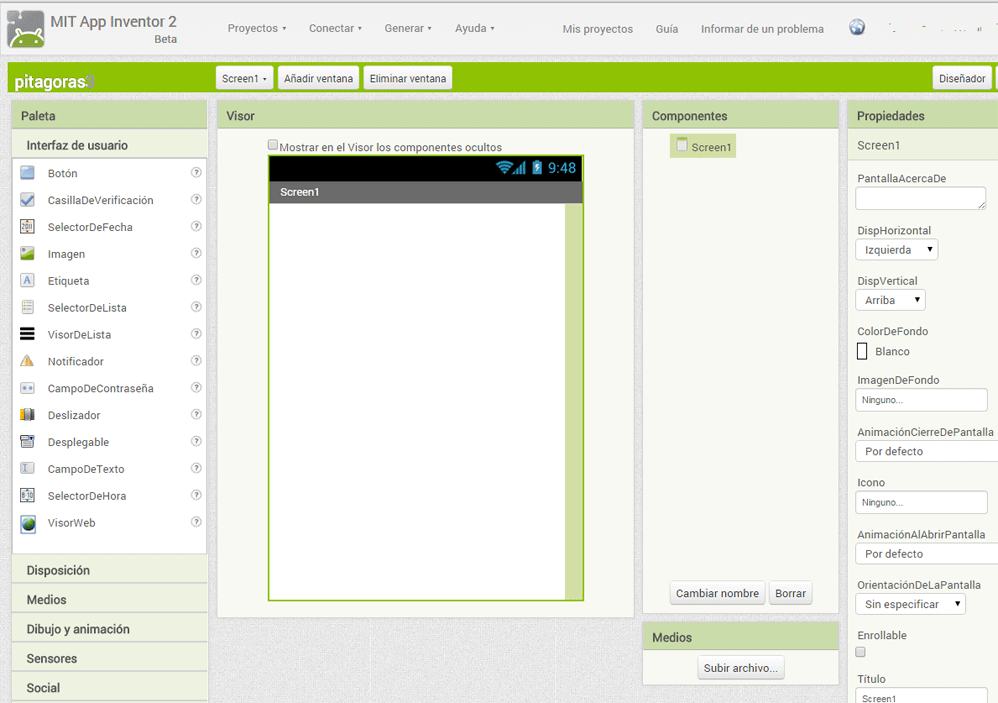 MIT App Inventor 2
Beta
Proyectos Conectar Generar Ayuda Mis proyectos Guía Informar de un problema
pitagoras3 Screen1 Añadir ventana Eliminar ventana Diseñador
Paleta
Interfaz de usuario
Botón
CasillaDeVerificación
SelectorDeFecha
Imagen
Etiqueta
SelectorDeLista
VisorDeLista
Notificador
CampoDeContraseña
Deslizador
Desplegable
CampoDeTexto
SelectorDeHora
VisorWeb
Disposición
Medios
Dibujo y animación
Sensores
Social
Visor
Mostrar en el Visor los componentes ocultos
9:48
Screen1
Componentes
Screen1
Cambiar nombre Borrar
Medios
Subir archivo...
Propiedades
Screen1
PantallaAcercaDe
DispHorizontal
Izquierda
DispVertical
Arriba
ColorDeFondo
Blanco
ImagenDeFondo
Ninguno...
AnimaciónCierreDePantalla
Por defecto
Icono
Ninguno...
AnimaciónAlAbrirPantalla
Por defecto
OrientaciónDeLaPantalla
Sin especificar
Enrollable
Título
Screen1